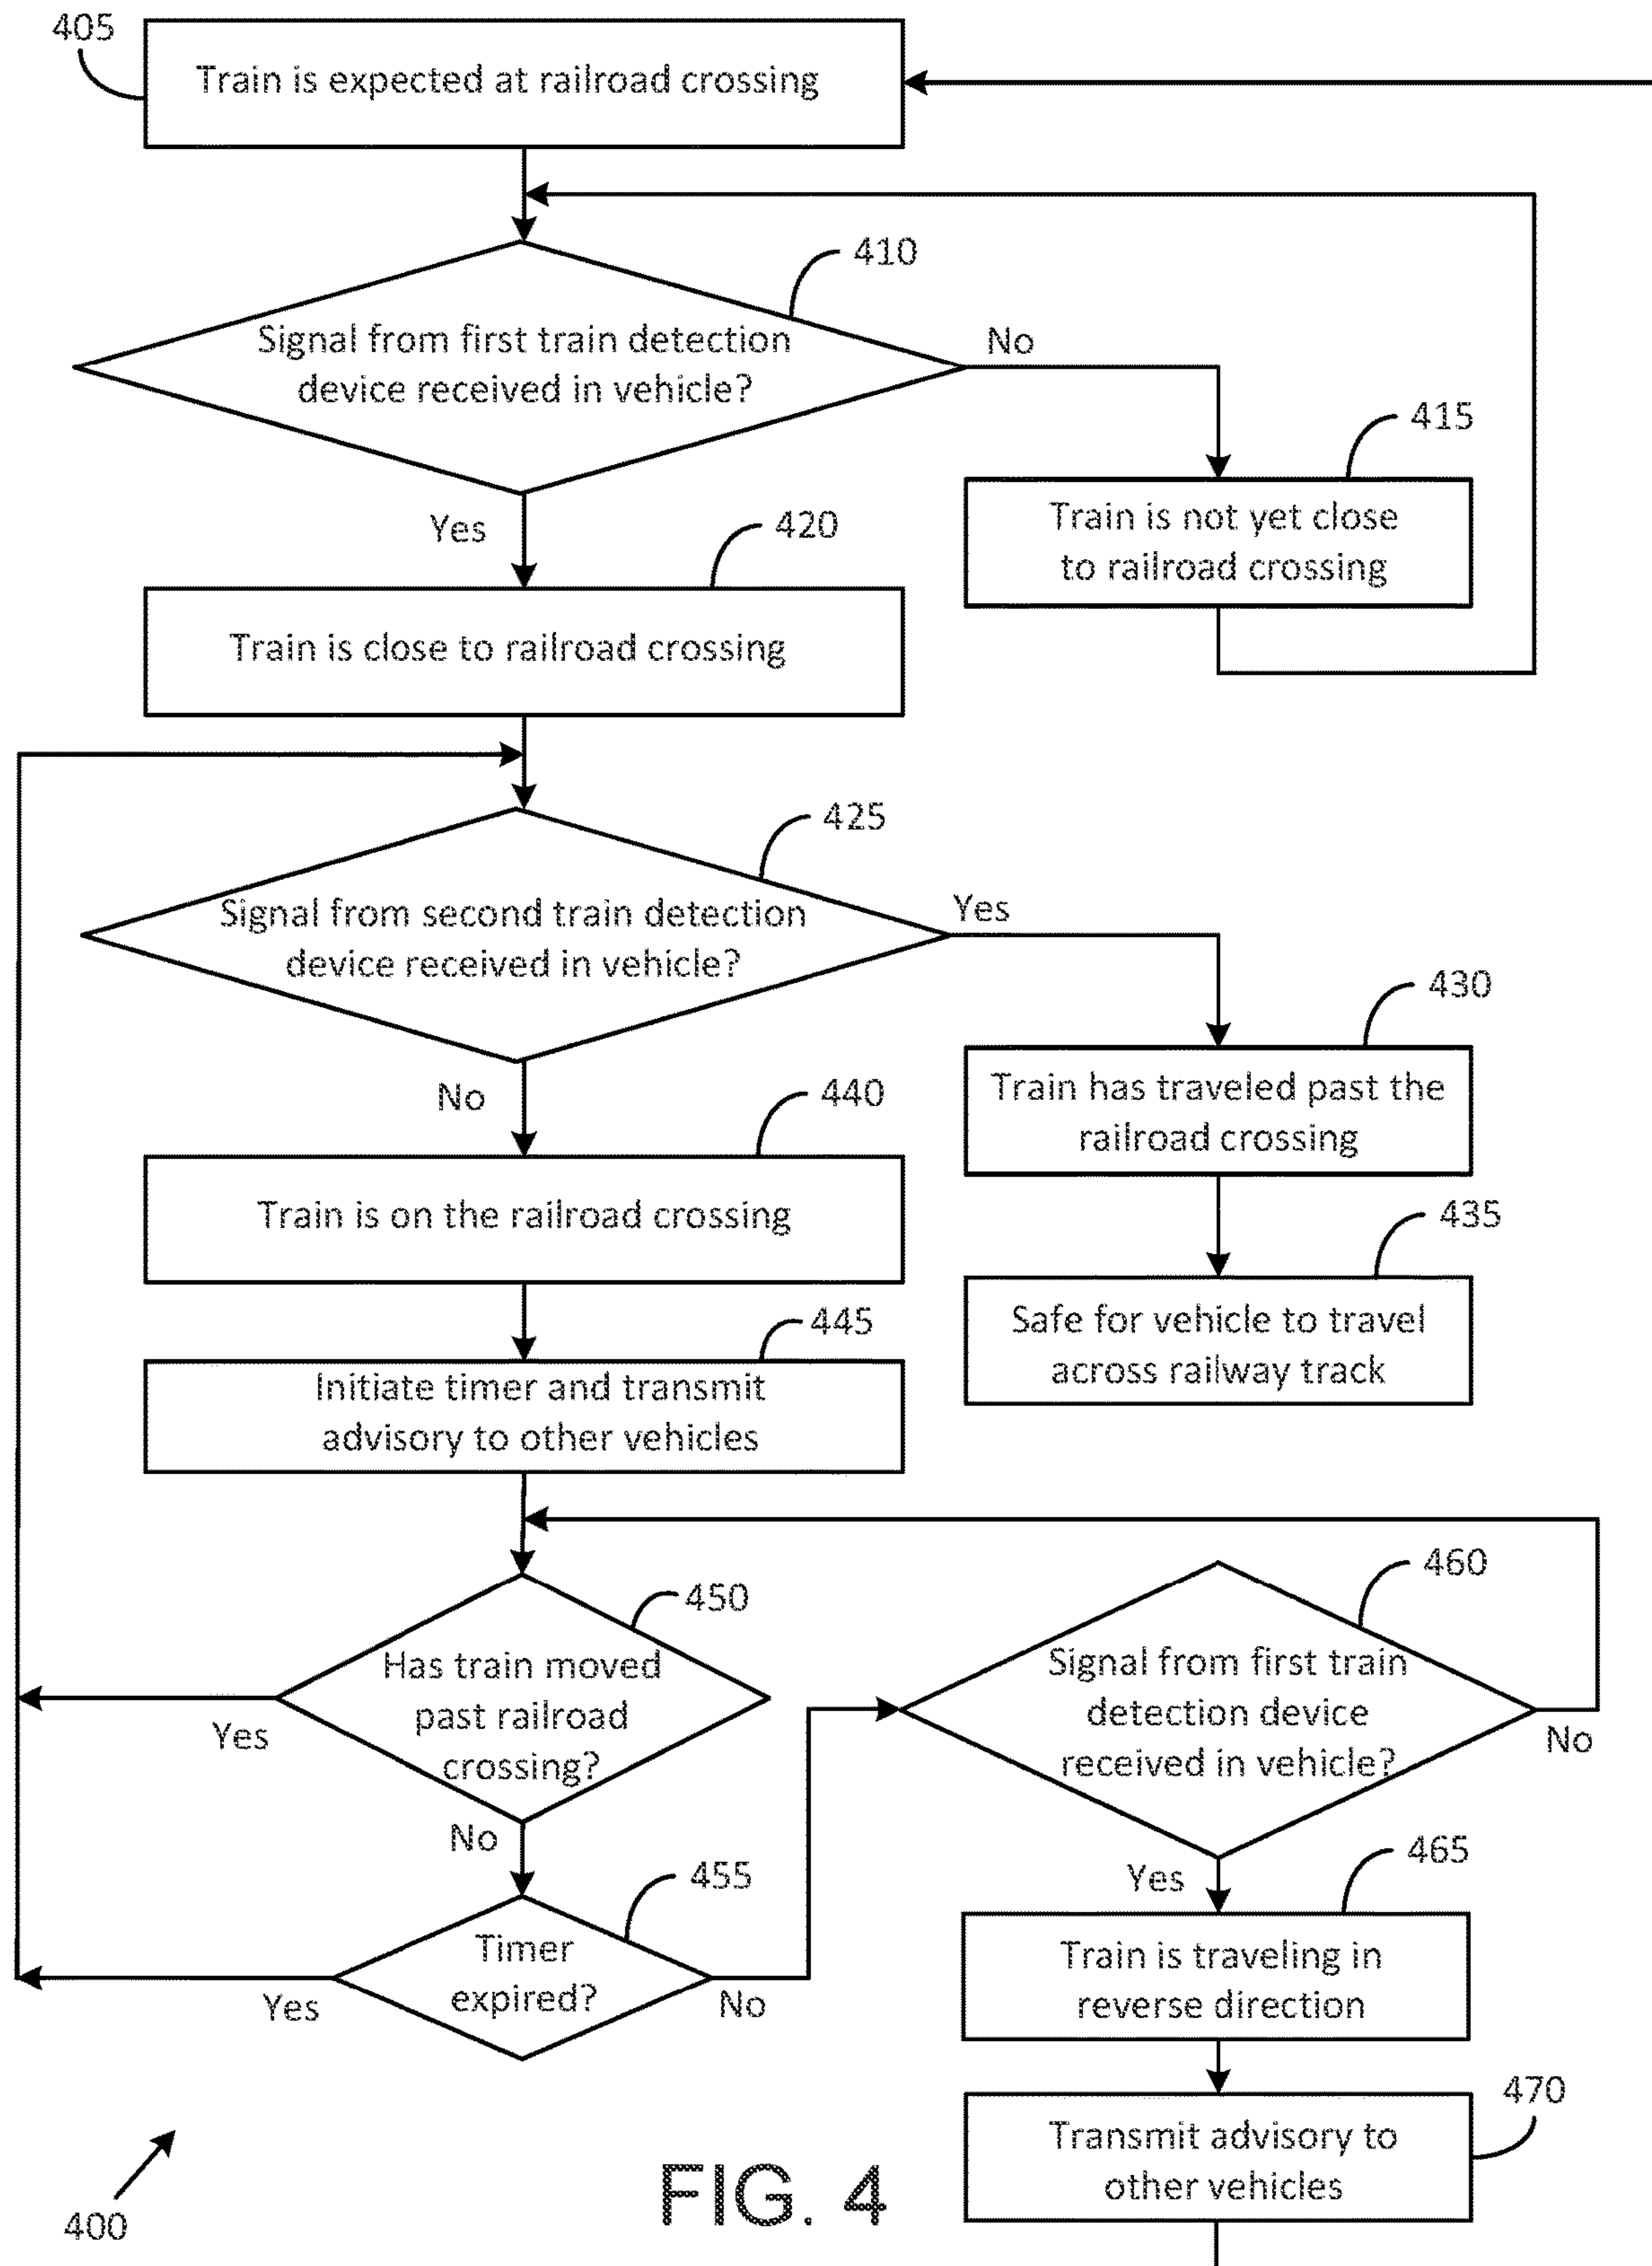 405
Train is expected at railroad crossing
410
Signal from first train detection
device received in vehicle?
No
415
Train is not yet close
to railroad crossing
Yes
420
Train is close to railroad crossing
425
Signal from second train detection
device received in vehicle?
Yes
430
Train has traveled past the
railroad crossing
No
440
Train is on the railroad crossing
435
Safe for vehicle to travel
across railway track
445
Initiate timer and transmit
advisory to other vehicles
450
Has train moved
past railroad
crossing?
Yes
No
460
Signal from first train
detection device
received in vehicle?
No
455
Timer
expired?
Yes
No
Yes
465
Train is traveling in
reverse direction
470
Transmit advisory to
other vehicles
400
FIG. 4